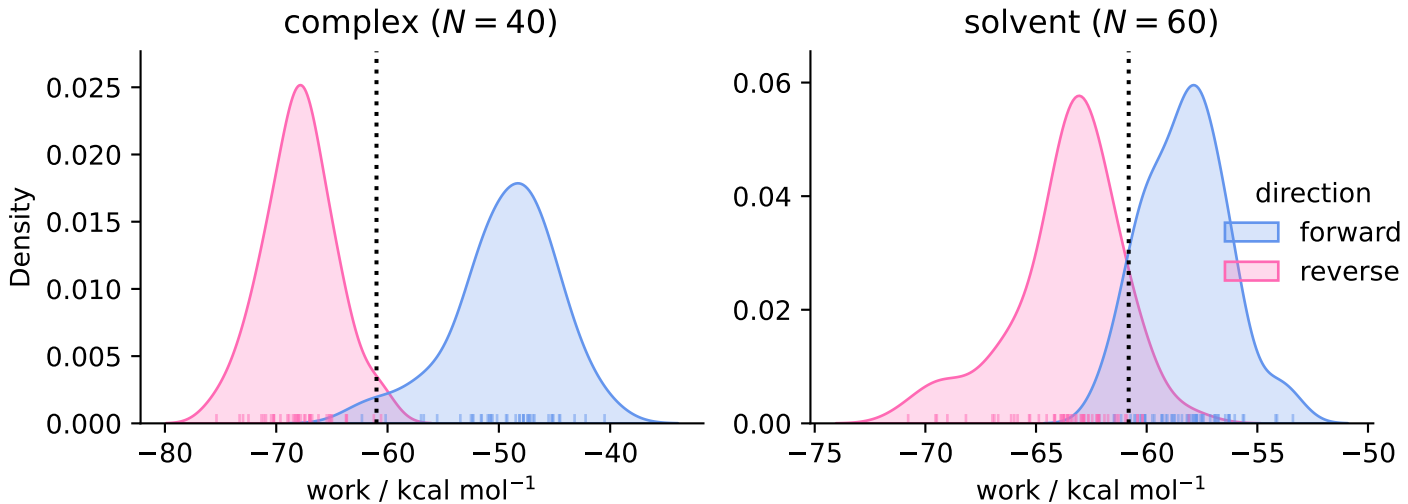 complex (N = 40)
Density
0.025
0.020
0.015
0.010
0.005
0.000
−80 −70 −60 −50 −40
work / kcal mol⁻¹
solvent (N = 60)
0.06
0.04
0.02
0.00
−75 −70 −65 −60 −55 −50
work / kcal mol⁻¹
direction
forward
reverse